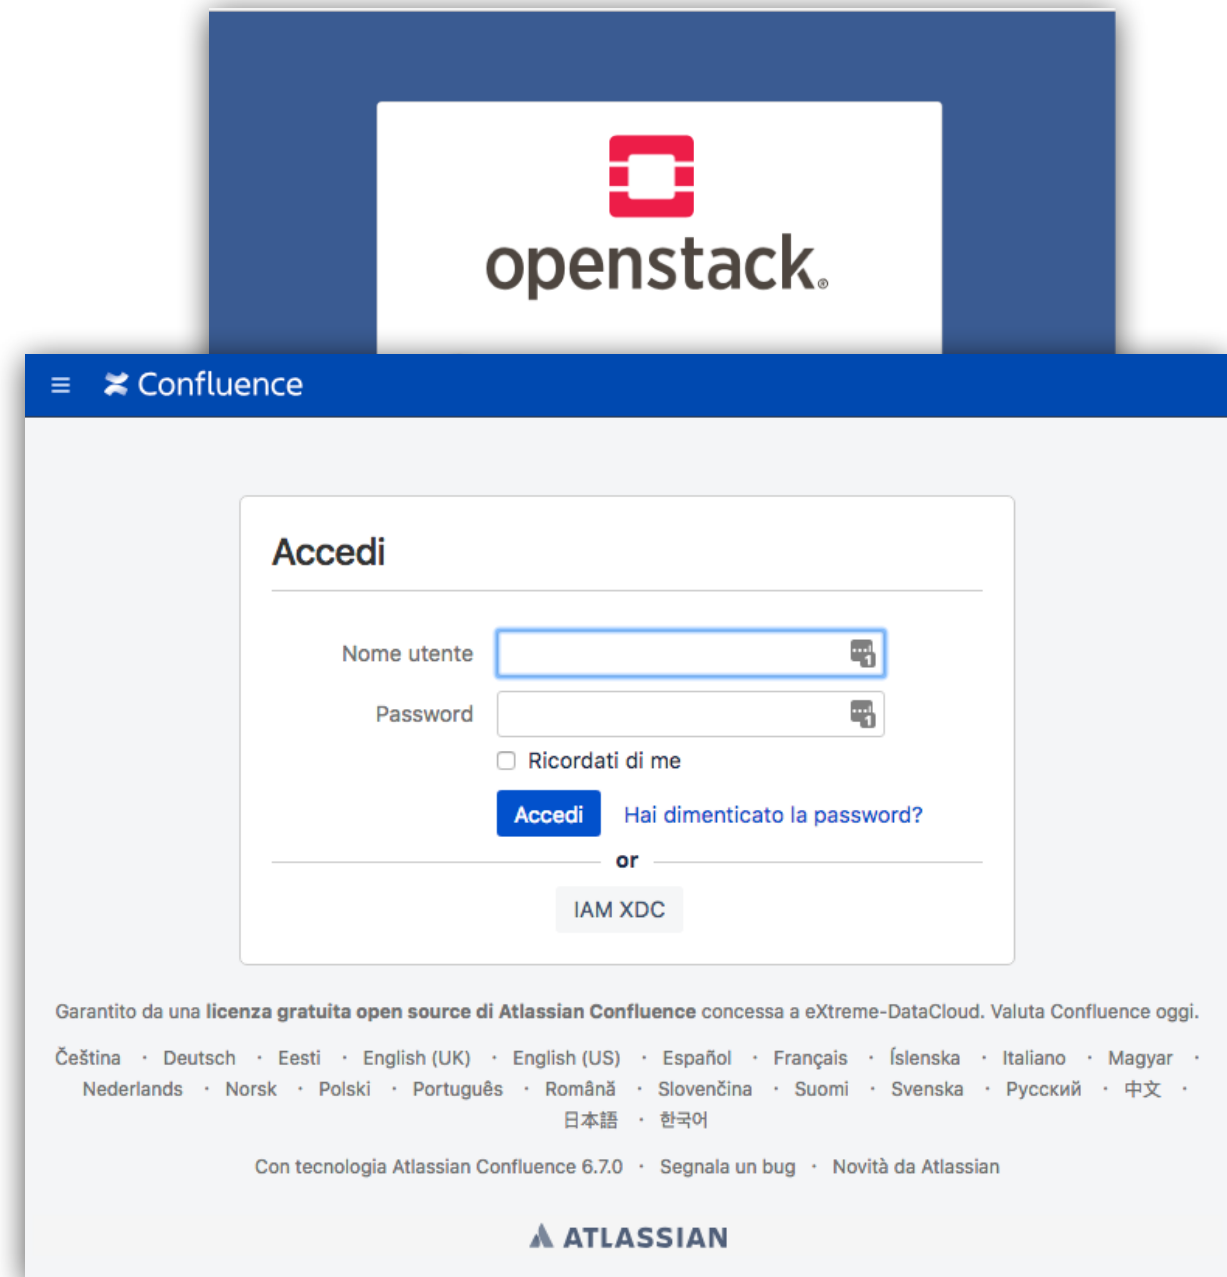 openstack®
Confluence
Accedi
Nome utente
Password
Ricordati di me
Accedi Hai dimenticato la password?
or
IAM XDC
Garantito da una licenza gratuita open source di Atlassian Confluence concessa a eXtreme-DataCloud. Valuta Confluence oggi.
Čeština · Deutsch · Eesti · English (UK) · English (US) · Español · Français · Íslenska · Italiano · Magyar ·
Nederlands · Norsk · Polski · Português · Română · Slovenčina · Suomi · Svenska · Русский · 中文 ·
日本語 · 한국어
Con tecnologia Atlassian Confluence 6.7.0 · Segnala un bug · Novità da Atlassian
ATLASSIAN